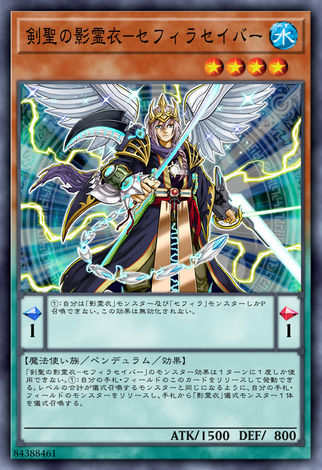 剣聖の影霊衣－セフィラセイバー
水
①：自分は「影霊衣」モンスター及び「セフィラ」モンスターしかP
召喚できない。この効果は無効化されない。
1
1
【魔法使い族／ペンデュラム／効果】
「剣聖の影霊衣－セフィラセイバー」のモンスター効果は１ターンに１度しか使
用できない。①：自分の手札・フィールドのこのカードをリリースして発動でき
る。レベルの合計が儀式召喚するモンスターと同じになるように、自分の手札・フ
ィールドのモンスターをリリースし、手札から「影霊衣」儀式モンスター１体
を儀式召喚する。
ATK/1500 DEF/ 800
84388461